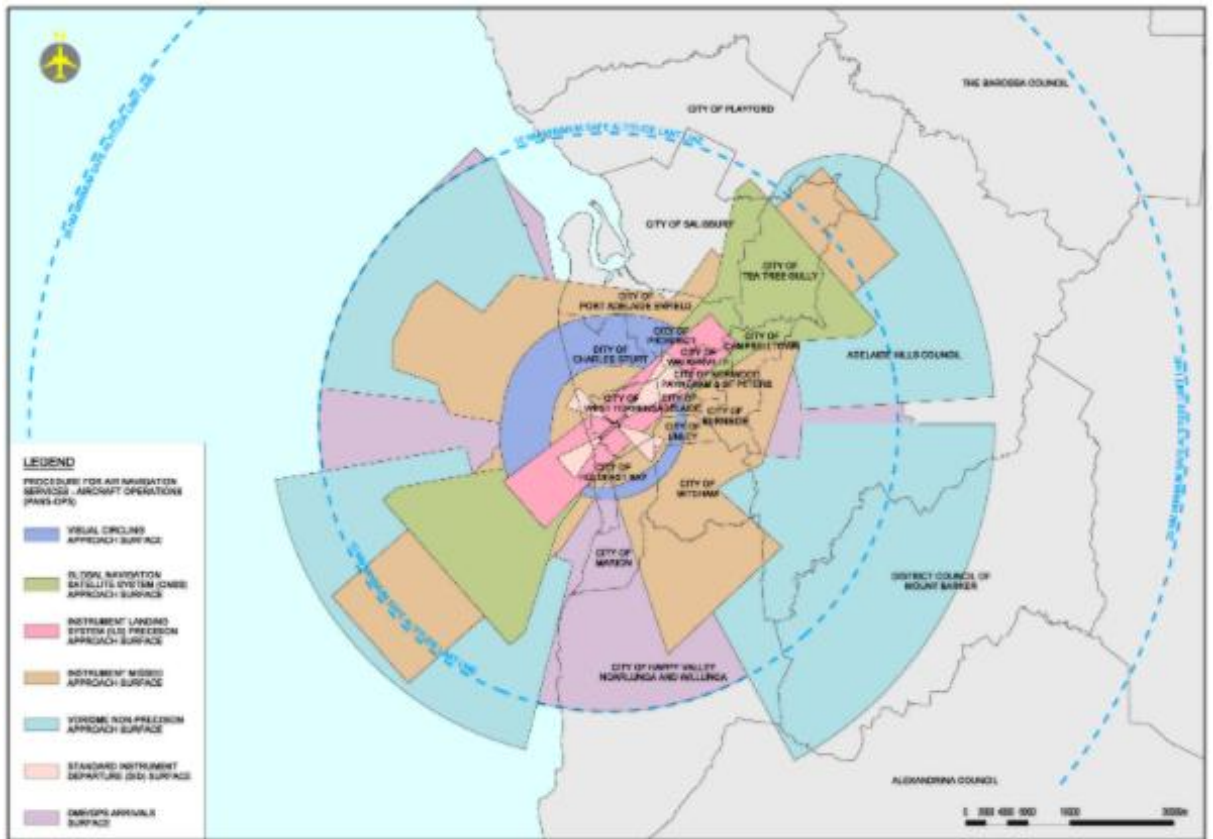 THE BAROSSA COUNCIL
CITY OF PLAYFORD
CITY OF SALISBURY
CITY OF
TEA TREE GULLY
CITY OF
PORT ADELAIDE ENFIELD
CITY OF
PROSPECT
CITY OF
CAMPBELLTOWN
CITY OF
CHARLES STURT
CITY OF
WALKERVILLE
ADELAIDE HILLS COUNCIL
CITY OF NORWOOD
PAYNEHAM & ST PETERS
CITY OF
WEST TORRENS
CITY OF
ADELAIDE
CITY OF
BURNSIDE
CITY OF
UNLEY
CITY OF
HOLDFAST BAY
CITY OF
MITCHAM
CITY OF
MARION
DISTRICT COUNCIL OF
MOUNT BARKER
CITY OF HAPPY VALLEY
NOARLUNGA AND WILLUNGA
ALEXANDRINA COUNCIL
LEGEND
PROCEDURE FOR AIR NAVIGATION
SERVICES - AIRCRAFT OPERATIONS
(PANS-OPS)
VISUAL CIRCLING
APPROACH SURFACE
GLOBAL NAVIGATION
SATELLITE SYSTEM (GNSS)
APPROACH SURFACE
INSTRUMENT LANDING
SYSTEM (ILS) PRECISION
APPROACH SURFACE
INSTRUMENT MISSED
APPROACH SURFACE
VOR/DME NON-PRECISION
APPROACH SURFACE
STANDARD INSTRUMENT
DEPARTURE (SID) SURFACE
DME/GPS ARRIVALS
SURFACE